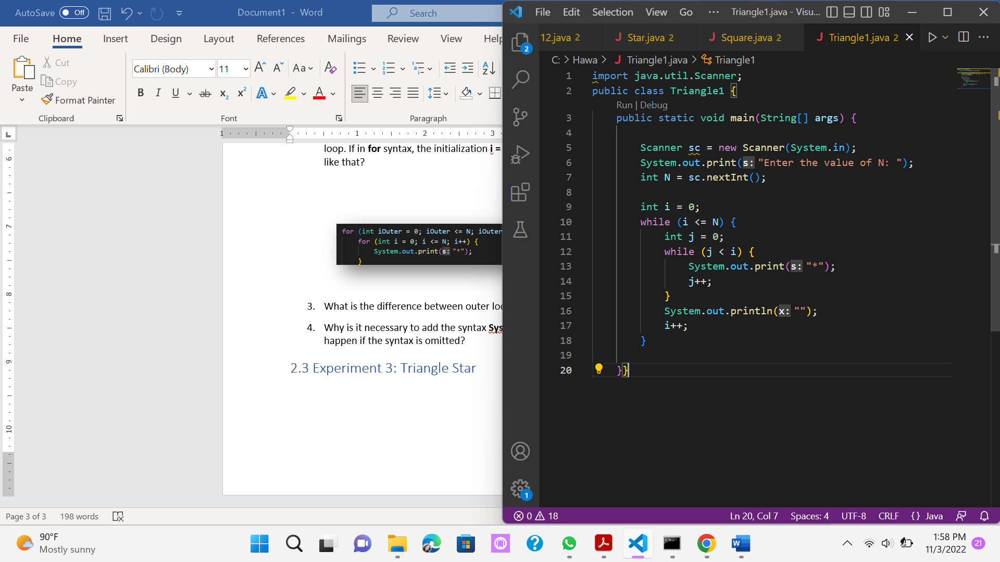 AutoSave Off Document1 - Word Search
File Home Insert Design Layout References Mailings Review View Help
Paste
Cut
Copy
Format Painter
Clipboard
Calibri (Body) 11
Font
Paragraph
loop. If in for syntax, the initialization i =
like that?
for (int iOuter = 0; iOuter <= N; iOuter
for (int i = 0; i <= N; i++) {
System.out.print(s: "*");
}
3. What is the difference between outer loo
4. Why is it necessary to add the syntax Sys
happen if the syntax is omitted?
2.3 Experiment 3: Triangle Star
Page 3 of 3 198 words
File Edit Selection View Go ··· Triangle1.java - Visu...
12.java 2 Star.java 2 Square.java 2 Triangle1.java 2
C: > Hawa > Triangle1.java > Triangle1
1 import java.util.Scanner;
2 public class Triangle1 {
Run | Debug
3 public static void main(String[] args) {
4
5 Scanner sc = new Scanner(System.in);
6 System.out.print(s: "Enter the value of N: ");
7 int N = sc.nextInt();
8
9 int i = 0;
10 while (i <= N) {
11 int j = 0;
12 while (j < i) {
13 System.out.print(s: "*");
14 j++;
15 }
16 System.out.println(x: "");
17 i++;
18 }
19
20 }}
0 18 Ln 20, Col 7 Spaces: 4 UTF-8 CRLF {} Java
90°F
Mostly sunny
1:58 PM
11/3/2022
21